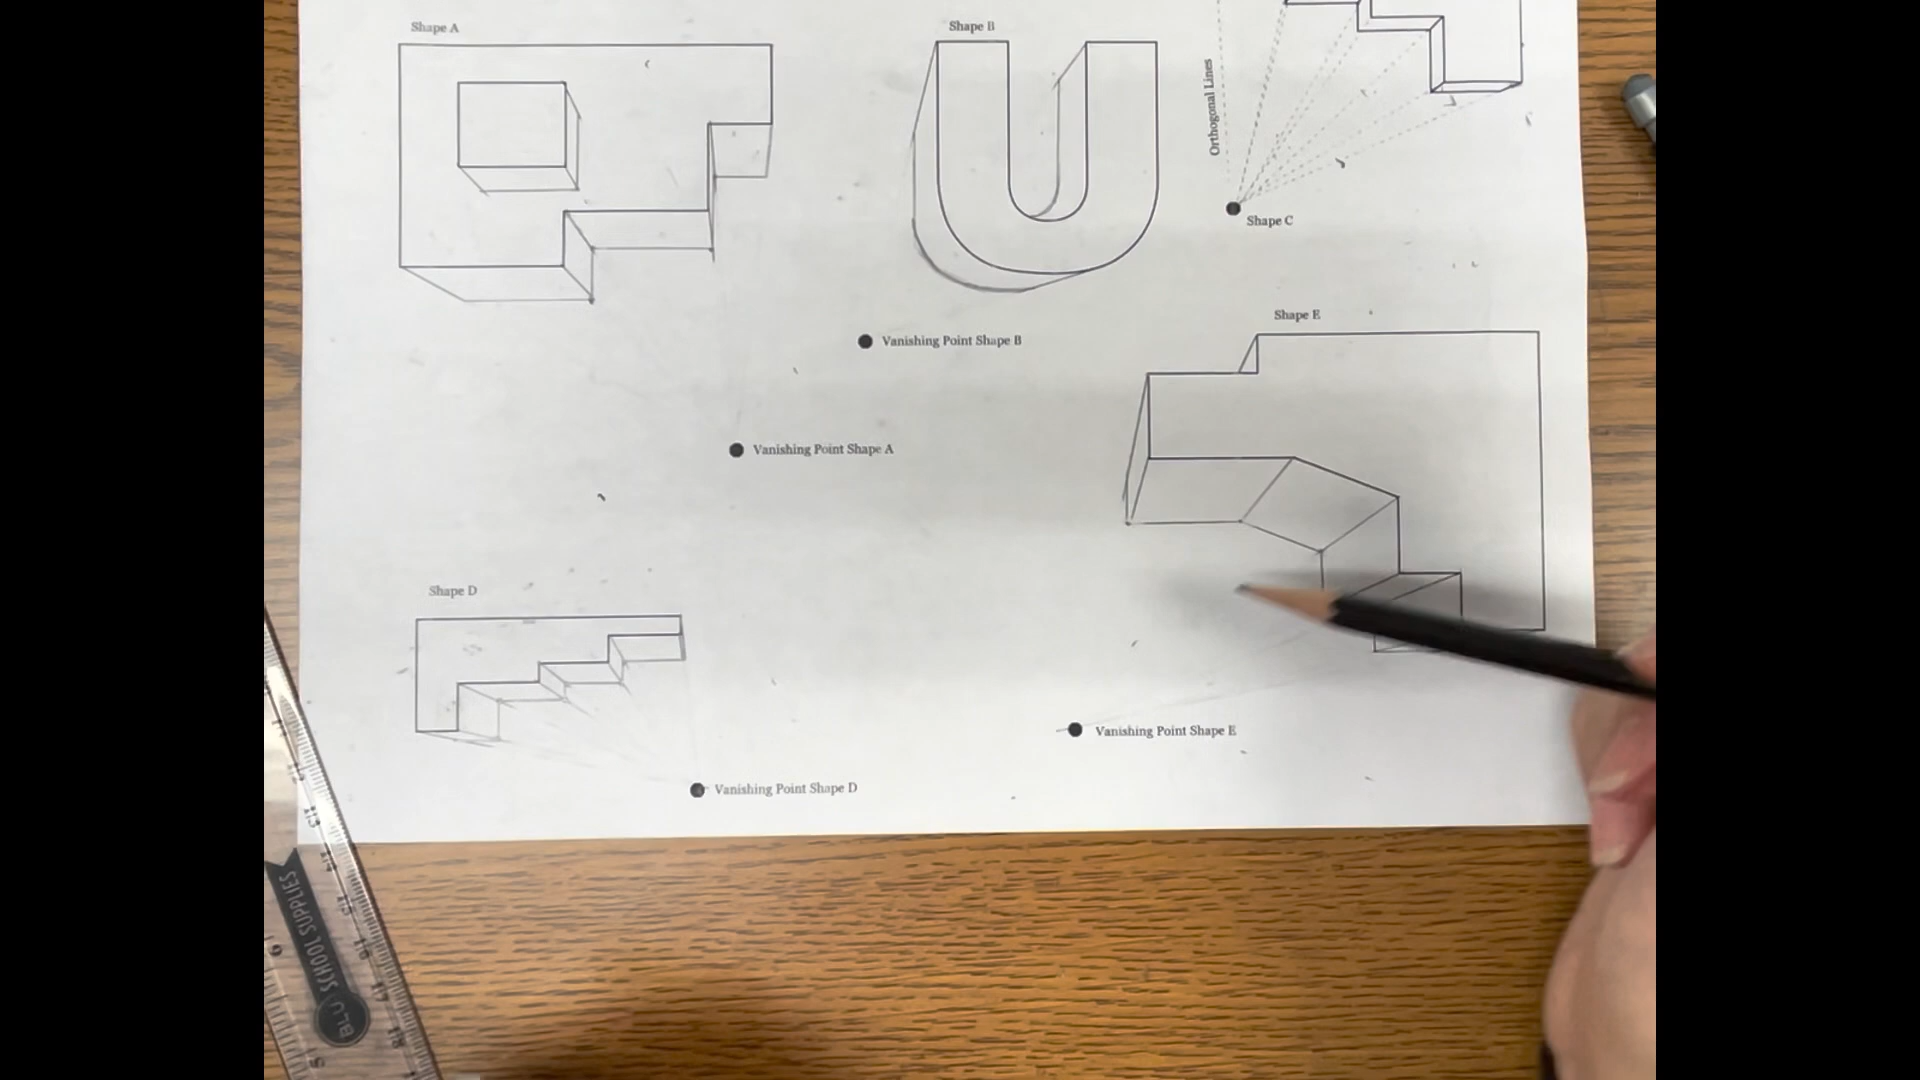 Shape A
Shape B
Orthogonal Lines
Shape C
Shape E
Vanishing Point Shape B
Vanishing Point Shape A
Shape D
Vanishing Point Shape E
Vanishing Point Shape D
BLU SCHOOL SUPPLIES